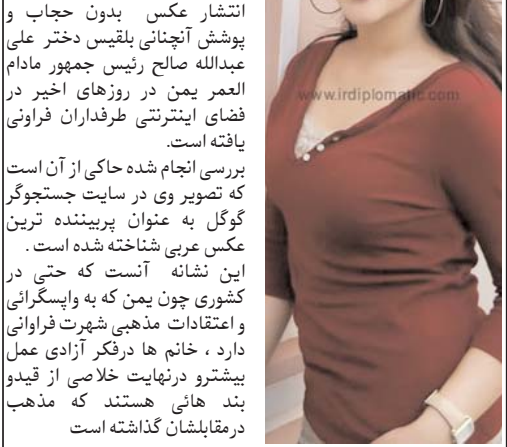 انتشار عکس بدون حجاب و
پوشش آنچنانی بلقیس دختر علی
عبدالله صالح رئیس جمهور مادام
العمر یمن در روزهای اخیر در
فضای اینترنتی طرفداران فراونی
یافته است.
بررسی انجام شده حاکی از آن است
که تصویر وی در سایت جستجوگر
گوگل به عنوان پربیننده ترین
عکس عربی شناخته شده است .
این نشانه آنست که حتی در
کشوری چون یمن که به واپسگرائی
و اعتقادات مذهبی شهرت فراوانی
دارد ، خانم ها درفکر آزادی عمل
بیشترو درنهایت خلاصی از قیدو
بند هائی هستند که مذهب
درمقابلشان گذاشته است
www.irdiplomatic.com